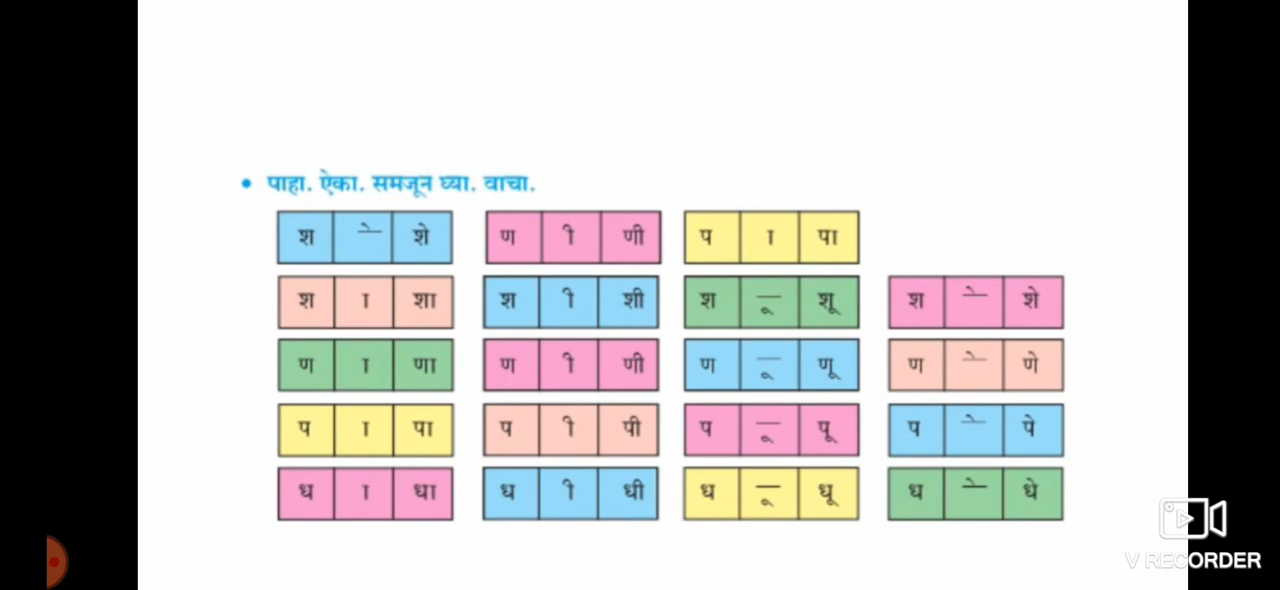 • पाहा. ऐका. समजून घ्या. वाचा.
श े शे ण ी णी प ा पा
श ा शा श ी शी श ू शू श े शे
ण ा णा ण ी णी ण ू णू ण े णे
प ा पा प ी पी प ू पू प े पे
ध ा धा ध ी धी ध ू धू ध े धे
V RECORDER